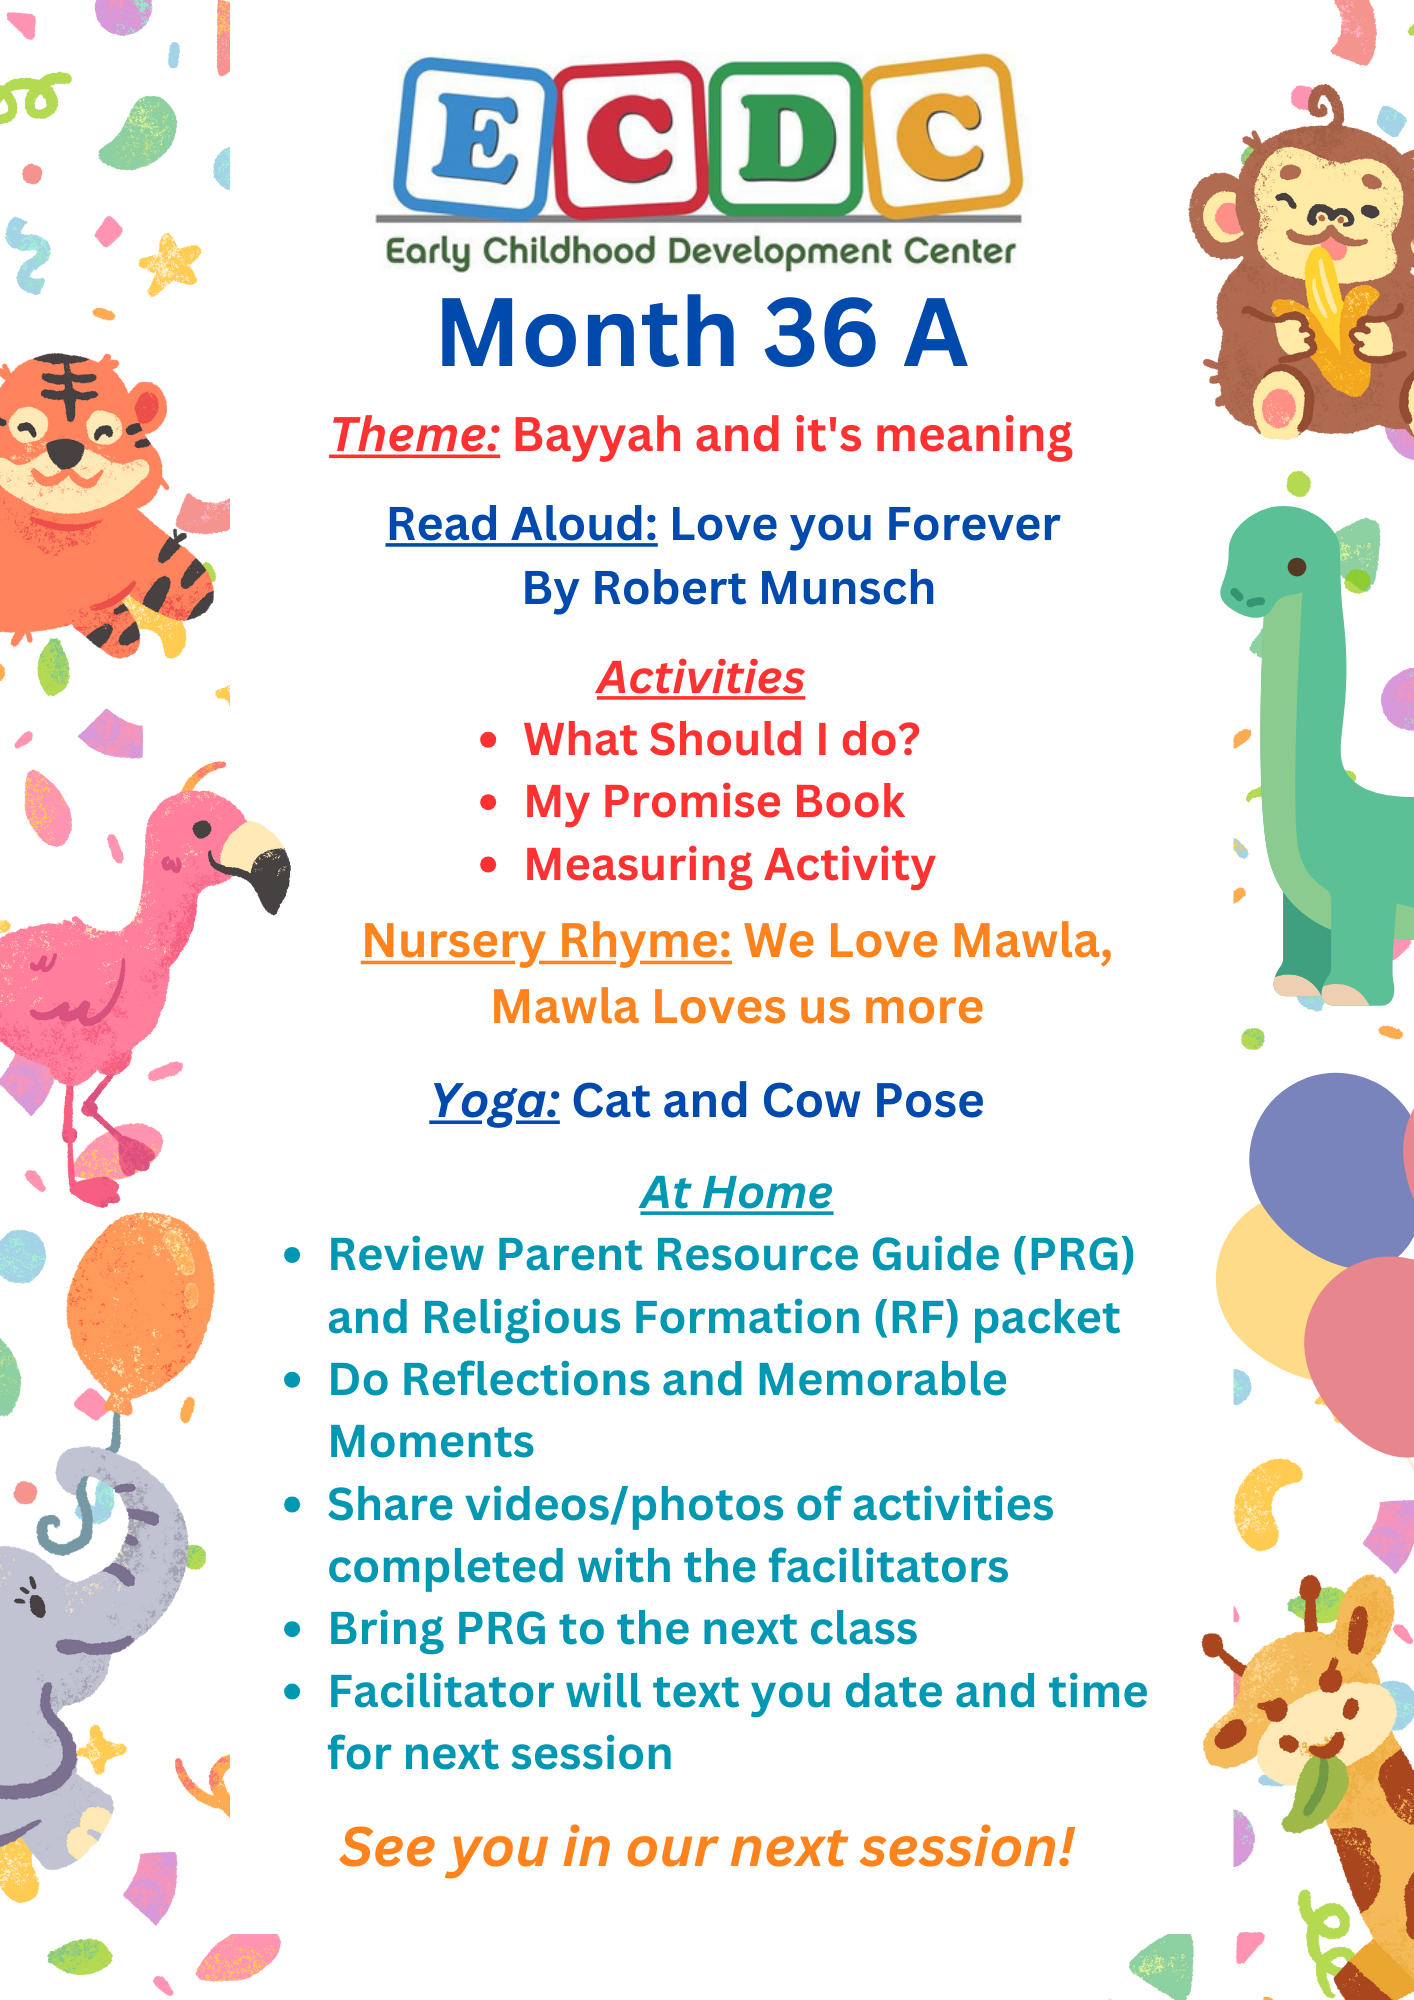 E C D C
Early Childhood Development Center
Month 36 A
Theme: Bayyah and it's meaning
Read Aloud: Love you Forever
By Robert Munsch
Activities
• What Should I do?
• My Promise Book
• Measuring Activity
Nursery Rhyme: We Love Mawla,
Mawla Loves us more
Yoga: Cat and Cow Pose
At Home
• Review Parent Resource Guide (PRG)
and Religious Formation (RF) packet
• Do Reflections and Memorable
Moments
• Share videos/photos of activities
completed with the facilitators
• Bring PRG to the next class
• Facilitator will text you date and time
for next session
See you in our next session!